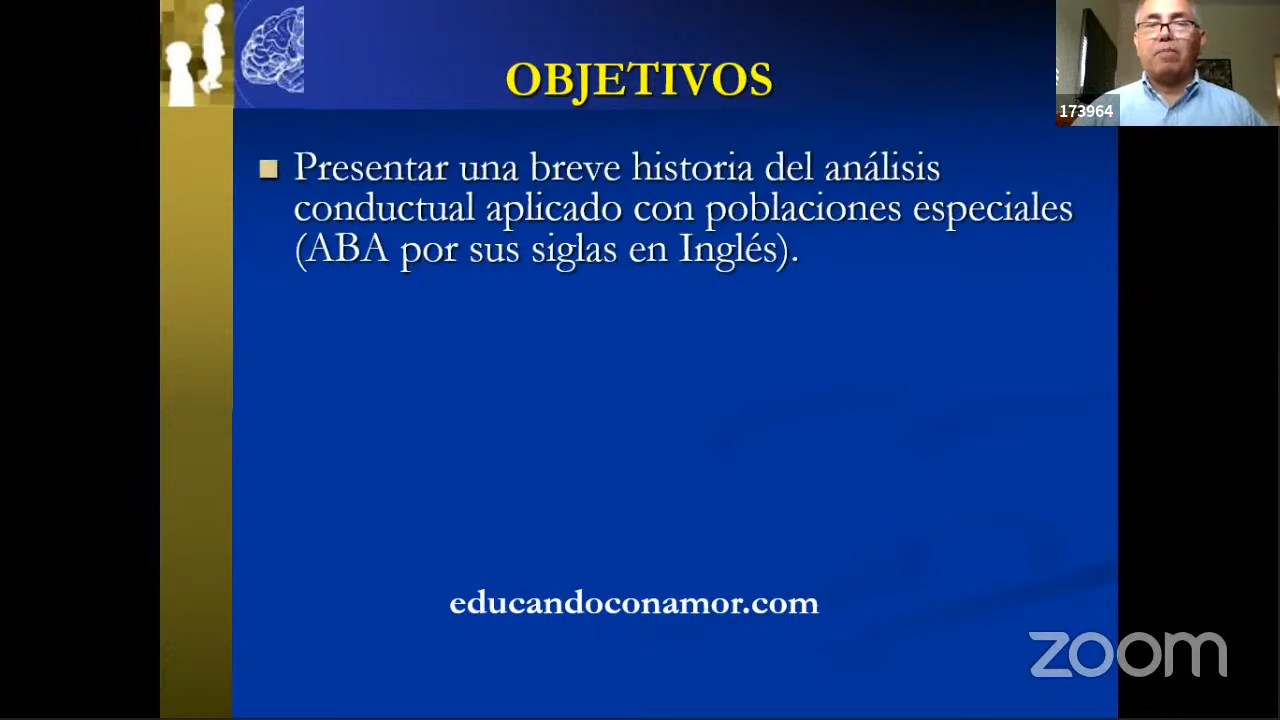 OBJETIVOS
173964
Presentar una breve historia del análisis
conductual aplicado con poblaciones especiales
(ABA por sus siglas en Inglés).
educandoconamor.com
zoom